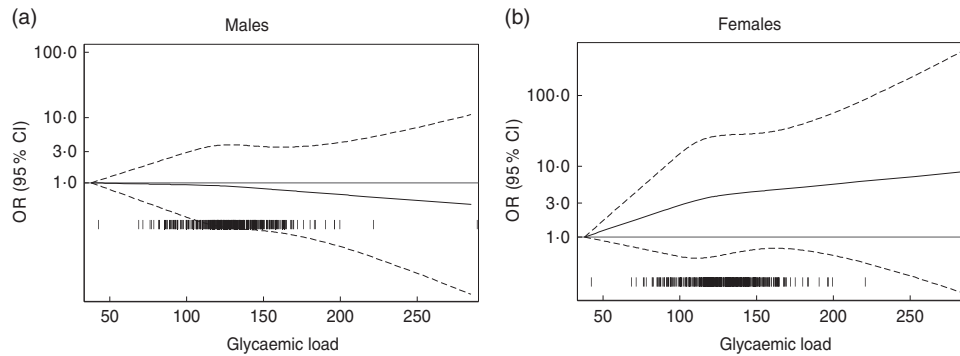 (a)
Males
OR (95 % CI)
100·0
10·0
3·0
1·0
50 100 150 200 250
Glycaemic load
(b)
Females
OR (95 % CI)
100·0
10·0
3·0
1·0
50 100 150 200 250
Glycaemic load